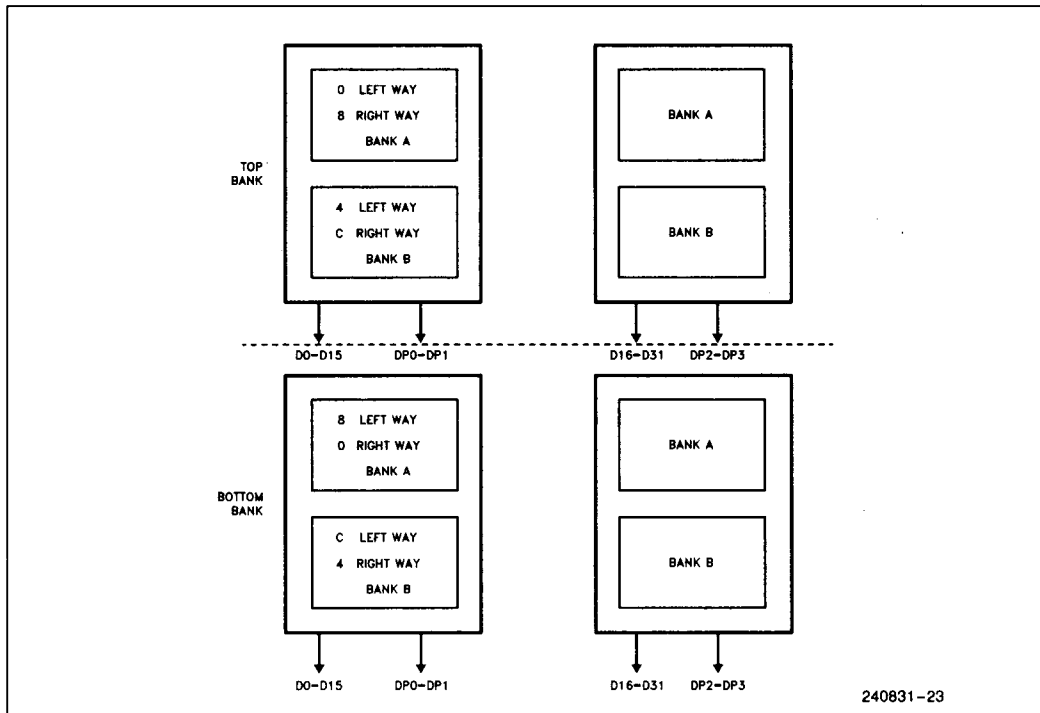 0 LEFT WAY
8 RIGHT WAY
BANK A
BANK A
TOP
BANK
4 LEFT WAY
C RIGHT WAY
BANK B
BANK B
D0-D15
DP0-DP1
D16-D31
DP2-DP3
8 LEFT WAY
0 RIGHT WAY
BANK A
BANK A
BOTTOM
BANK
C LEFT WAY
4 RIGHT WAY
BANK B
BANK B
D0-D15
DP0-DP1
D16-D31
DP2-DP3
240831-23